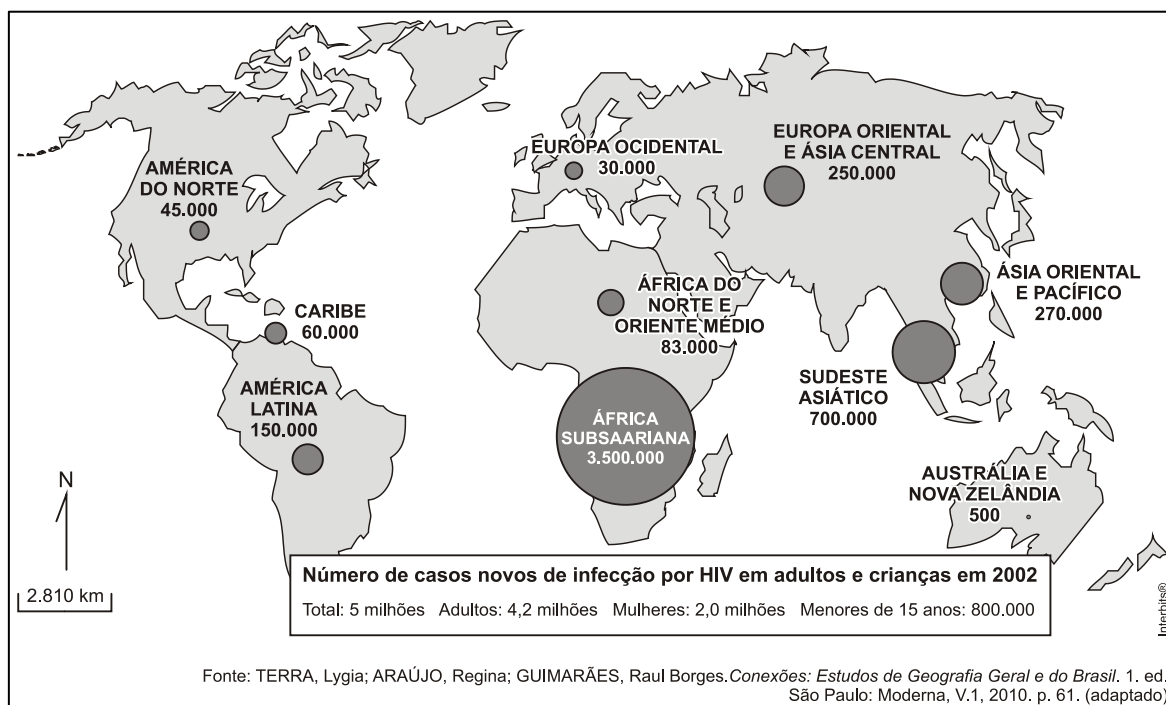 AMÉRICA
DO NORTE
45.000
EUROPA OCIDENTAL
30.000
EUROPA ORIENTAL
E ÁSIA CENTRAL
250.000
CARIBE
60.000
ÁFRICA DO
NORTE E
ORIENTE MÉDIO
83.000
ÁSIA ORIENTAL
E PACÍFICO
270.000
AMÉRICA
LATINA
150.000
ÁFRICA
SUBSAARIANA
3.500.000
SUDESTE
ASIÁTICO
700.000
AUSTRÁLIA E
NOVA ZELÂNDIA
500
N
2.810 km
Número de casos novos de infecção por HIV em adultos e crianças em 2002
Total: 5 milhões Adultos: 4,2 milhões Mulheres: 2,0 milhões Menores de 15 anos: 800.000
Interbits®
Fonte: TERRA, Lygia; ARAÚJO, Regina; GUIMARÃES, Raul Borges. Conexões: Estudos de Geografia Geral e do Brasil. 1. ed.
São Paulo: Moderna, V.1, 2010. p. 61. (adaptado)